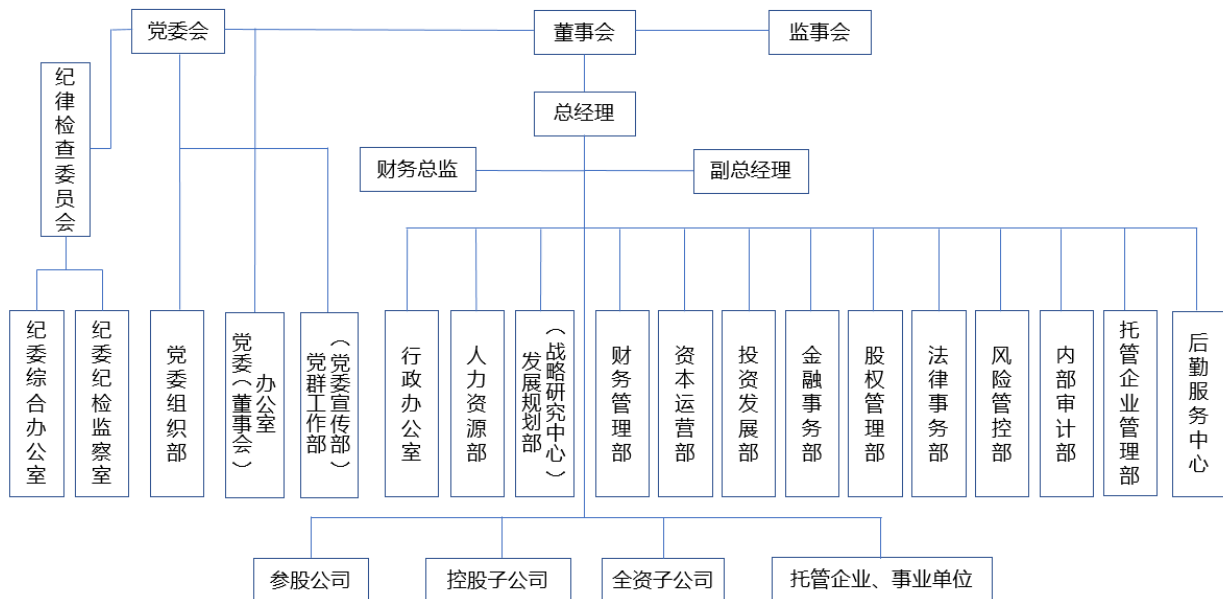 党委会
董事会
监事会
纪律检查委员会
总经理
财务总监
副总经理
纪委综合办公室
纪委纪检监察室
党委组织部
党委（董事会）
办公室
党群工作部
（党委宣传部）
行政办公室
人力资源部
发展规划部
（战略研究中心）
财务管理部
资本运营部
投资发展部
金融事务部
股权管理部
法律事务部
风险管控部
内部审计部
托管企业管理部
后勤服务中心
参股公司
控股子公司
全资子公司
托管企业、事业单位